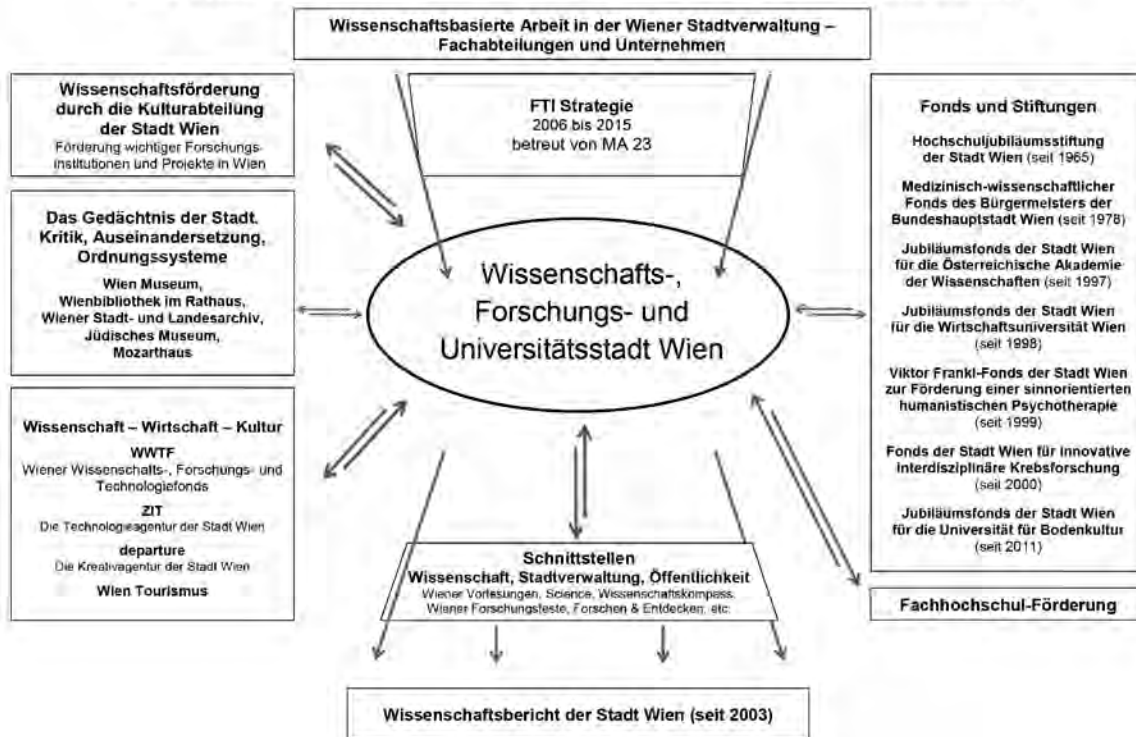 Wissenschaftsbasierte Arbeit in der Wiener Stadtverwaltung –
Fachabteilungen und Unternehmen
Wissenschaftsförderung
durch die Kulturabteilung
der Stadt Wien
Förderung wichtiger Forschungs-
institutionen und Projekte in Wien
Das Gedächtnis der Stadt.
Kritik, Auseinandersetzung,
Ordnungssysteme
Wien Museum,
Wienbibliothek im Rathaus,
Wiener Stadt- und Landesarchiv,
Jüdisches Museum,
Mozarthaus
Wissenschaft – Wirtschaft – Kultur
WWTF
Wiener Wissenschafts-, Forschungs- und
Technologiefonds
ZIT
Die Technologieagentur der Stadt Wien
departure
Die Kreativagentur der Stadt Wien
Wien Tourismus
FTI Strategie
2006 bis 2015
betreut von MA 23
Wissenschafts-,
Forschungs- und
Universitätsstadt Wien
Schnittstellen
Wissenschaft, Stadtverwaltung, Öffentlichkeit
Wiener Vorlesungen, Science, Wissenschaftskompass,
Wiener Forschungsfeste, Forschen & Entdecken, etc.
Fonds und Stiftungen
Hochschuljubiläumsstiftung
der Stadt Wien (seit 1965)
Medizinisch-wissenschaftlicher
Fonds des Bürgermeisters der
Bundeshauptstadt Wien (seit 1978)
Jubiläumsfonds der Stadt Wien
für die Österreichische Akademie
der Wissenschaften (seit 1997)
Jubiläumsfonds der Stadt Wien
für die Wirtschaftsuniversität Wien
(seit 1998)
Viktor Frankl-Fonds der Stadt Wien
zur Förderung einer sinnorientierten
humanistischen Psychotherapie
(seit 1999)
Fonds der Stadt Wien für innovative
interdisziplinäre Krebsforschung
(seit 2000)
Jubiläumsfonds der Stadt Wien
für die Universität für Bodenkultur
(seit 2011)
Fachhochschul-Förderung
Wissenschaftsbericht der Stadt Wien (seit 2003)